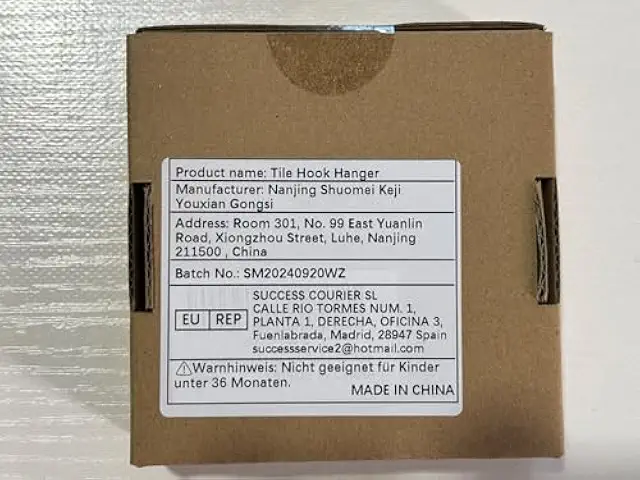 Product name: Tile Hook Hanger
Manufacturer: Nanjing Shuomei Keji
Youxian Gongsi
Address: Room 301, No. 99 East Yuanlin
Road, Xiongzhou Street, Luhe, Nanjing
211500 , China
Batch No.: SM20240920WZ
EU REP
SUCCESS COURIER SL
CALLE RIO TORMES NUM. 1,
PLANTA 1, DERECHA, OFICINA 3,
Fuenlabrada, Madrid, 28947 Spain
successservice2@hotmail.com
⚠Warnhinweis: Nicht geeignet für Kinder
unter 36 Monaten.
MADE IN CHINA